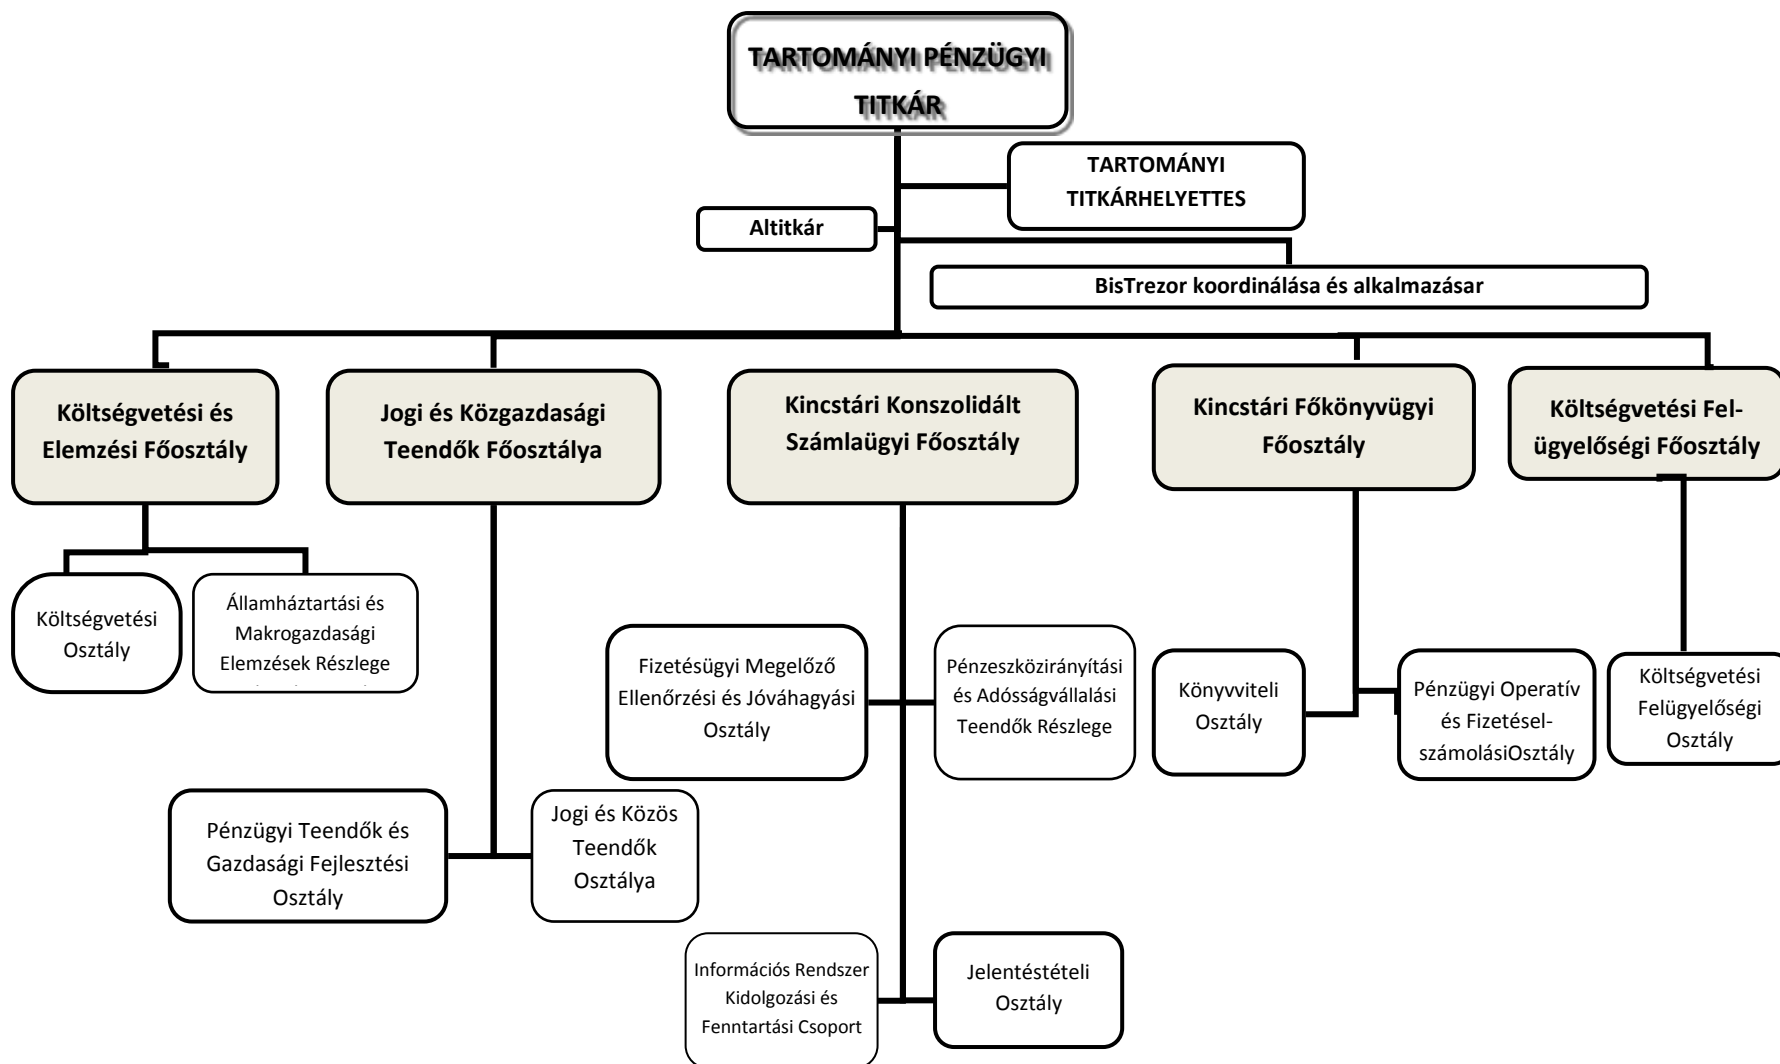 TARTOMÁNYI PÉNZÜGYI
TITKÁR
TARTOMÁNYI
TITKÁRHELYETTES
Altitkár
BisTrezor koordinálása és alkalmazásar
Költségvetési és
Elemzési Főosztály
Jogi és Közgazdasági
Teendők Főosztálya
Kincstári Konszolidált
Számlaügyi Főosztály
Kincstári Főkönyvügyi
Főosztály
Költségvetési Fel-
ügyelőségi Főosztály
Költségvetési
Osztály
Államháztartási és
Makrogazdasági
Elemzések Részlege
Fizetésügyi Megelőző
Ellenőrzési és Jóváhagyási
Osztály
Pénzeszközirányítási
és Adósságvállalási
Teendők Részlege
Könyvviteli
Osztály
Pénzügyi Operatív
és Fizetésel-
számolásiOsztály
Költségvetési
Felügyelőségi
Osztály
Pénzügyi Teendők és
Gazdasági Fejlesztési
Osztály
Jogi és Közös
Teendők
Osztálya
Információs Rendszer
Kidolgozási és
Fenntartási Csoport
Jelentéstételi
Osztály